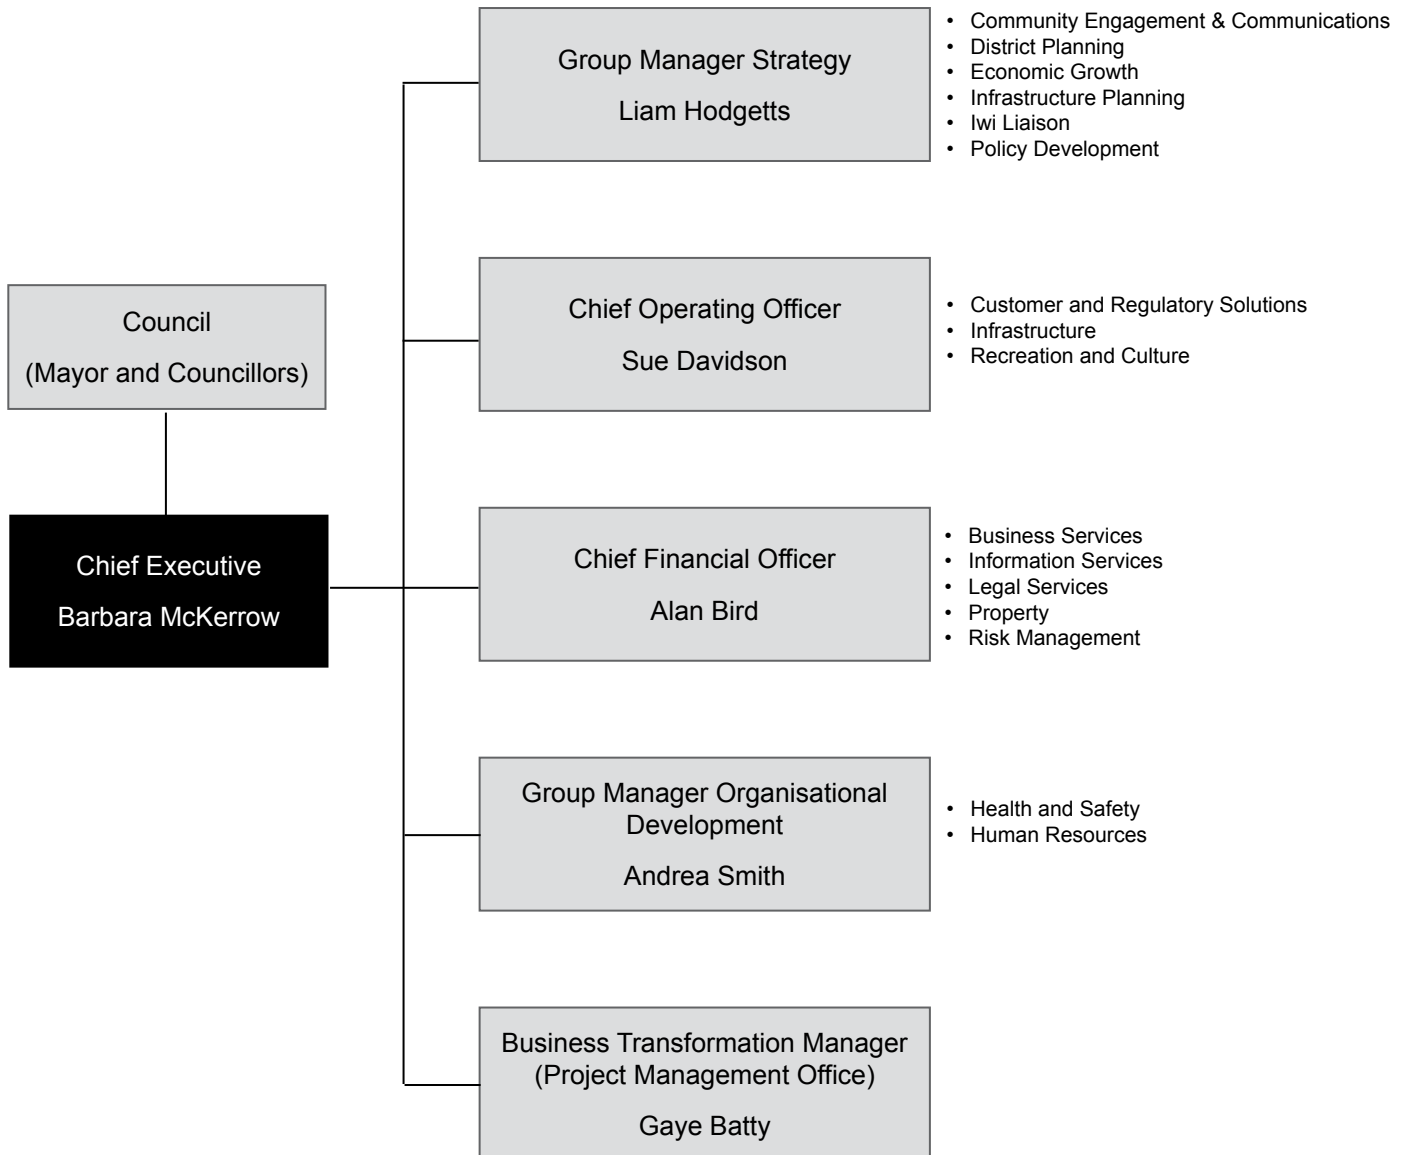 Council
(Mayor and Councillors)
Chief Executive
Barbara McKerrow
Group Manager Strategy
Liam Hodgetts
• Community Engagement & Communications
• District Planning
• Economic Growth
• Infrastructure Planning
• Iwi Liaison
• Policy Development
Chief Operating Officer
Sue Davidson
• Customer and Regulatory Solutions
• Infrastructure
• Recreation and Culture
Chief Financial Officer
Alan Bird
• Business Services
• Information Services
• Legal Services
• Property
• Risk Management
Group Manager Organisational
Development
Andrea Smith
• Health and Safety
• Human Resources
Business Transformation Manager
(Project Management Office)
Gaye Batty